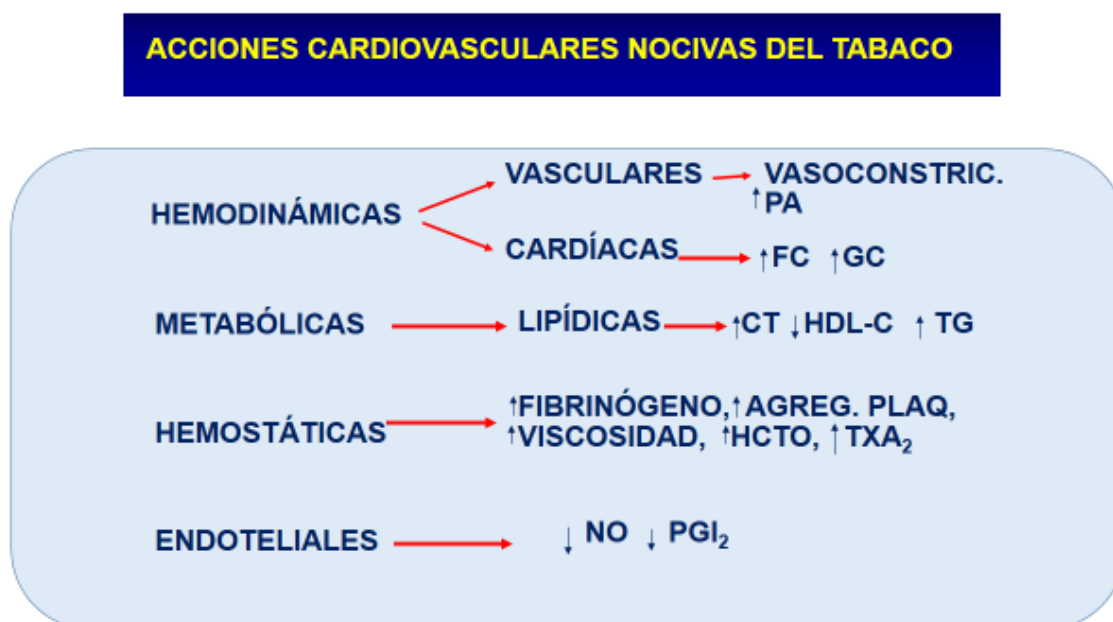 ACCIONES CARDIOVASCULARES NOCIVAS DEL TABACO
HEMODINÁMICAS
VASCULARES
VASOCONSTRIC.
↑PA
CARDÍACAS
↑FC ↑GC
METABÓLICAS
LIPÍDICAS
↑CT ↓HDL-C ↑ TG
HEMOSTÁTICAS
↑FIBRINÓGENO,↑AGREG. PLAQ,
↑VISCOSIDAD, ↑HCTO, ↑TXA₂
ENDOTELIALES
↓ NO ↓ PGI₂